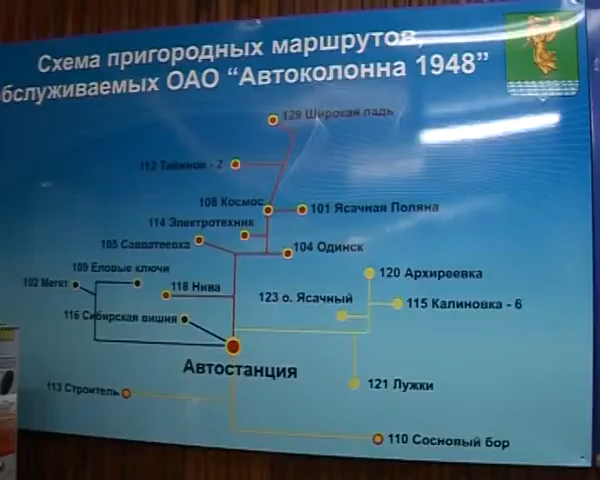 Схема пригородных маршрутов,
обслуживаемых ОАО "Автоколонна 1948"
129 Широкая падь
112 Таёжное - 2
108 Космос
101 Ясачная Поляна
114 Электротехник
105 Савватеевка
104 Одинск
109 Еловые ключи
120 Архиреевка
102 Мегет
118 Нива
123 о. Ясачный
115 Калиновка - 6
116 Сибирская вишня
Автостанция
113 Строитель
121 Лужки
110 Сосновый бор